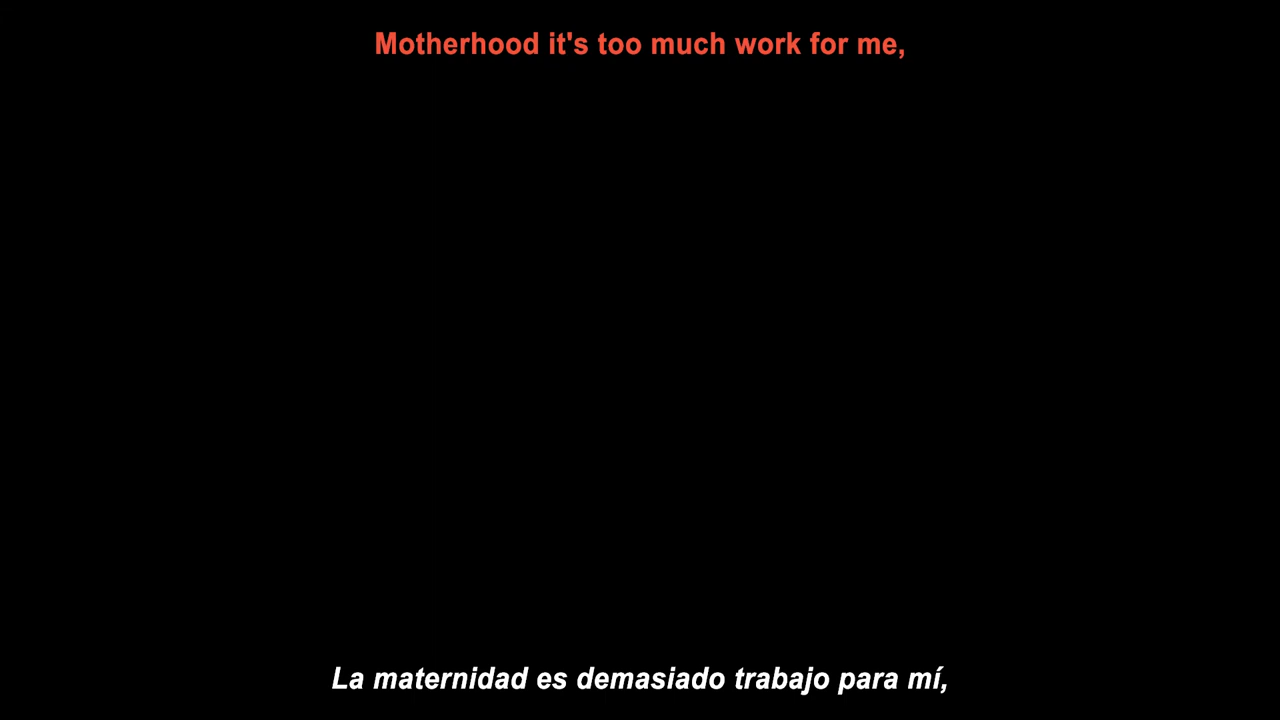 Motherhood it's too much work for me,
La maternidad es demasiado trabajo para mí,